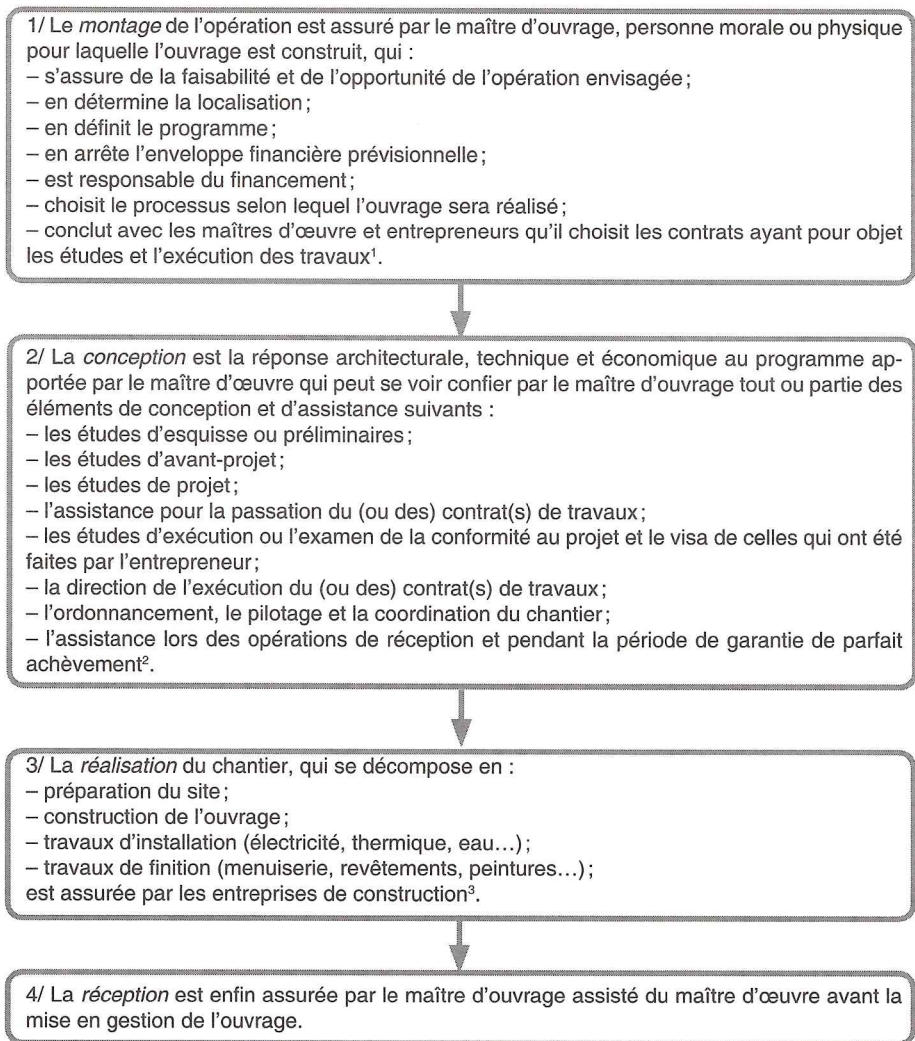 1/ Le montage de l'opération est assuré par le maître d'ouvrage, personne morale ou physique
pour laquelle l'ouvrage est construit, qui :
– s'assure de la faisabilité et de l'opportunité de l'opération envisagée ;
– en détermine la localisation ;
– en définit le programme ;
– en arrête l'enveloppe financière prévisionnelle ;
– est responsable du financement ;
– choisit le processus selon lequel l'ouvrage sera réalisé ;
– conclut avec les maîtres d'œuvre et entrepreneurs qu'il choisit les contrats ayant pour objet
les études et l'exécution des travaux¹.
2/ La conception est la réponse architecturale, technique et économique au programme ap-
portée par le maître d'œuvre qui peut se voir confier par le maître d'ouvrage tout ou partie des
éléments de conception et d'assistance suivants :
– les études d'esquisse ou préliminaires ;
– les études d'avant-projet ;
– les études de projet ;
– l'assistance pour la passation du (ou des) contrat(s) de travaux ;
– les études d'exécution ou l'examen de la conformité au projet et le visa de celles qui ont été
faites par l'entrepreneur ;
– la direction de l'exécution du (ou des) contrat(s) de travaux ;
– l'ordonnancement, le pilotage et la coordination du chantier ;
– l'assistance lors des opérations de réception et pendant la période de garantie de parfait
achèvement².
3/ La réalisation du chantier, qui se décompose en :
– préparation du site ;
– construction de l'ouvrage ;
– travaux d'installation (électricité, thermique, eau…) ;
– travaux de finition (menuiserie, revêtements, peintures…) ;
est assurée par les entreprises de construction³.
4/ La réception est enfin assurée par le maître d'ouvrage assisté du maître d'œuvre avant la
mise en gestion de l'ouvrage.